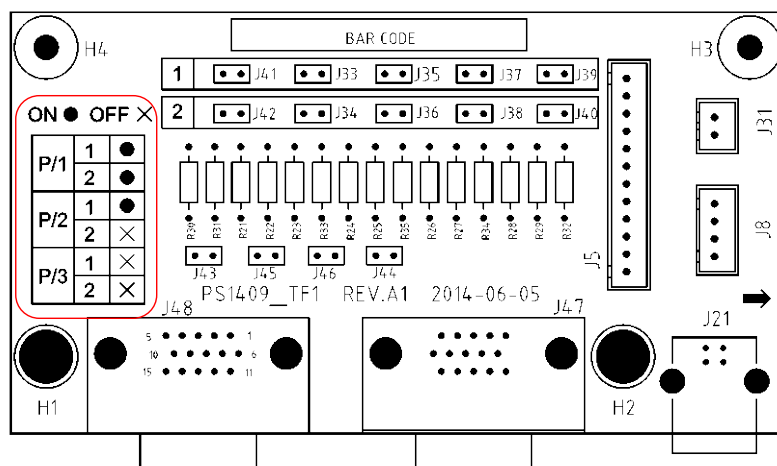 BAR CODE
H4
H3
1 J41 J33 J35 J37 J39
2 J42 J34 J36 J38 J40
ON OFF
P/1 1
2
P/2 1
2
P/3 1
2
R30 R31 R21 R22 R23 R33 R24 R25 R35 R26 R27 R34 R28 R29 R32
J43 J45 J46 J44
J5
J31
J8
PS1409_TF1 REV.A1 2014-06-05
J48
J47
J21
5 1
10 6
15 11
H1
H2